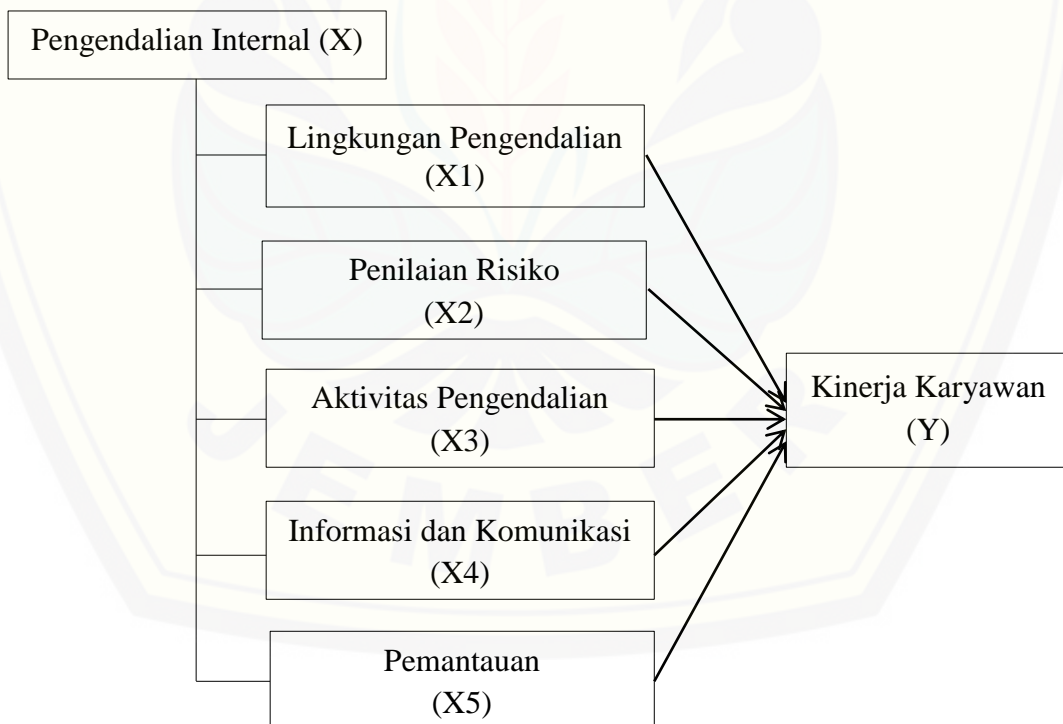 Pengendalian Internal (X)
Lingkungan Pengendalian
(X1)
Penilaian Risiko
(X2)
Aktivitas Pengendalian
(X3)
Informasi dan Komunikasi
(X4)
Pemantauan
(X5)
Kinerja Karyawan
(Y)
JEMBER